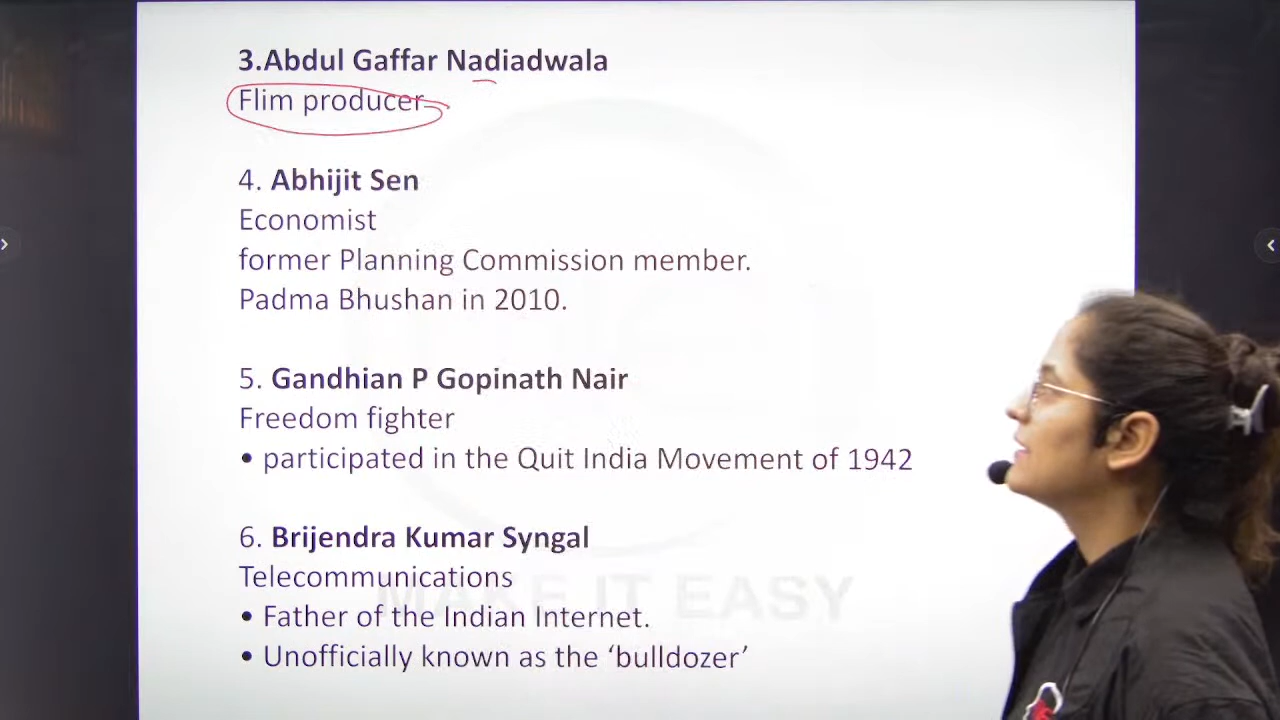 3.Abdul Gaffar Nadiadwala
Flim producer
4. Abhijit Sen
Economist
former Planning Commission member.
Padma Bhushan in 2010.
5. Gandhian P Gopinath Nair
Freedom fighter
• participated in the Quit India Movement of 1942
6. Brijendra Kumar Syngal
Telecommunications
MAKE IT EASY
• Father of the Indian Internet.
• Unofficially known as the ‘bulldozer’